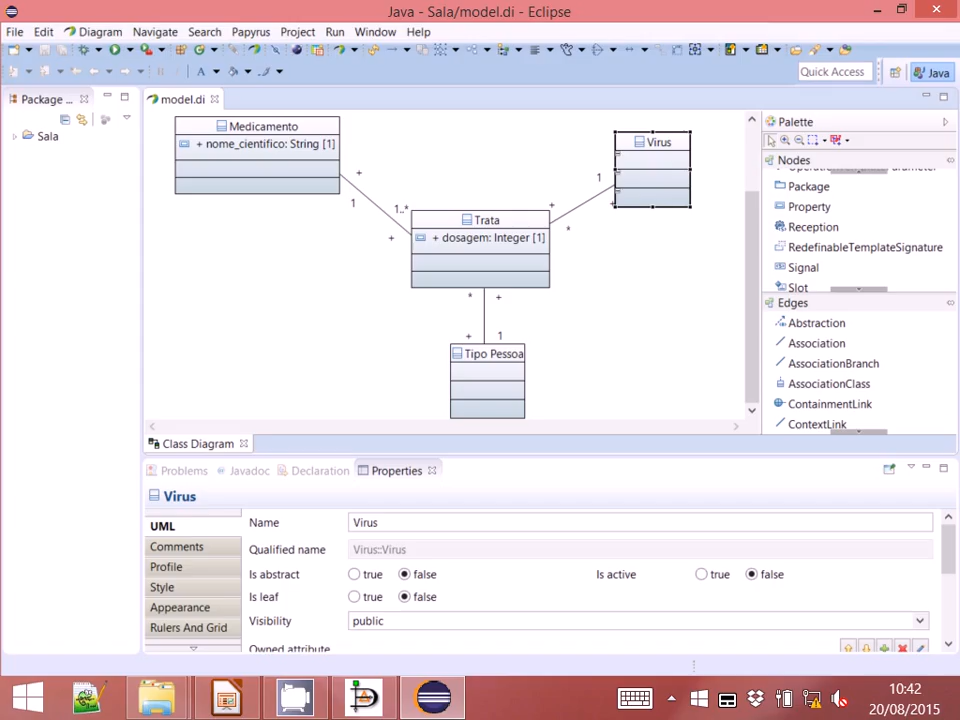 Java - Sala/model.di - Eclipse
File Edit Diagram Navigate Search Papyrus Project Run Window Help
Quick Access
Java
Package ...
model.di
Sala
Medicamento
+ nome_cientifico: String [1]
Virus
+
1
1
1..*
+
+
*
+
Trata
+ dosagem: Integer [1]
*
+
+
1
Tipo Pessoa
Palette
Nodes
Package
Property
Reception
RedefinableTemplateSignature
Signal
Slot
Edges
Abstraction
Association
AssociationBranch
AssociationClass
ContainmentLink
ContextLink
Class Diagram
Problems Javadoc Declaration Properties
Virus
UML
Comments
Profile
Style
Appearance
Rulers And Grid
Name Virus
Qualified name Virus::Virus
Is abstract true false Is active true false
Is leaf true false
Visibility public
Owned attribute
10:42
20/08/2015